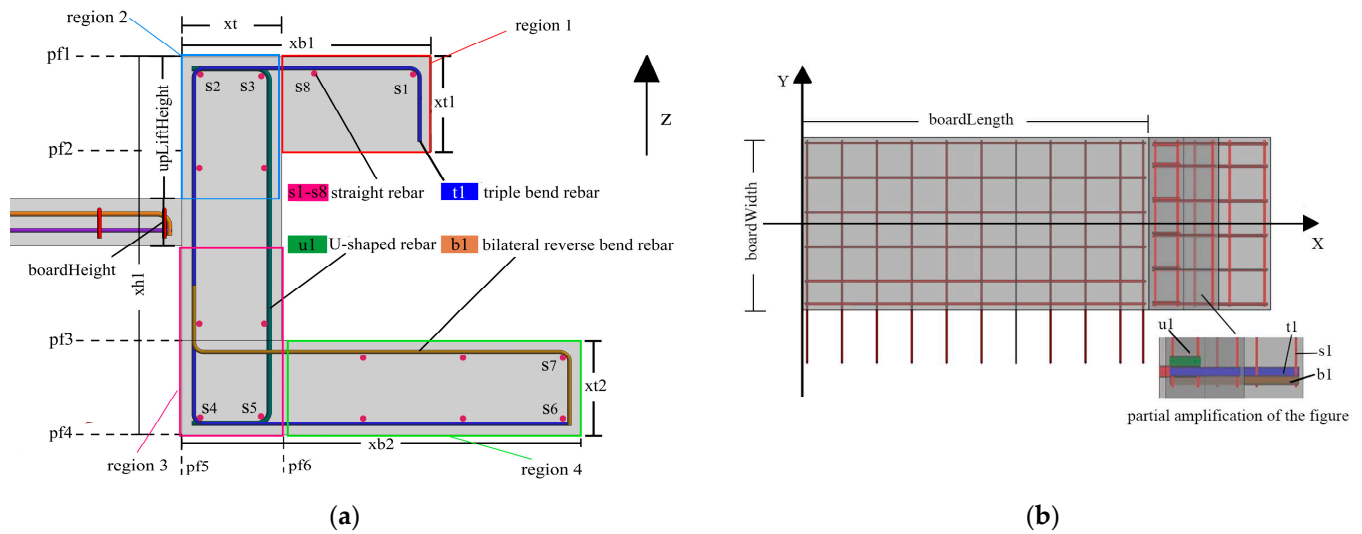 region 2
xt
region 1
pf1
xb1
s2
s3
s8
s1
xt1
Z
upLiftHeight
pf2
s1-s8 straight rebar
t1 triple bend rebar
u1 U-shaped rebar
b1 bilateral reverse bend rebar
boardHeight
xh1
pf3
s7
xt2
s4
s5
s6
pf4
xb2
region 3
pf5
pf6
region 4
(a)
Y
boardLength
boardWidth
X
u1
t1
s1
b1
partial amplification of the figure
(b)